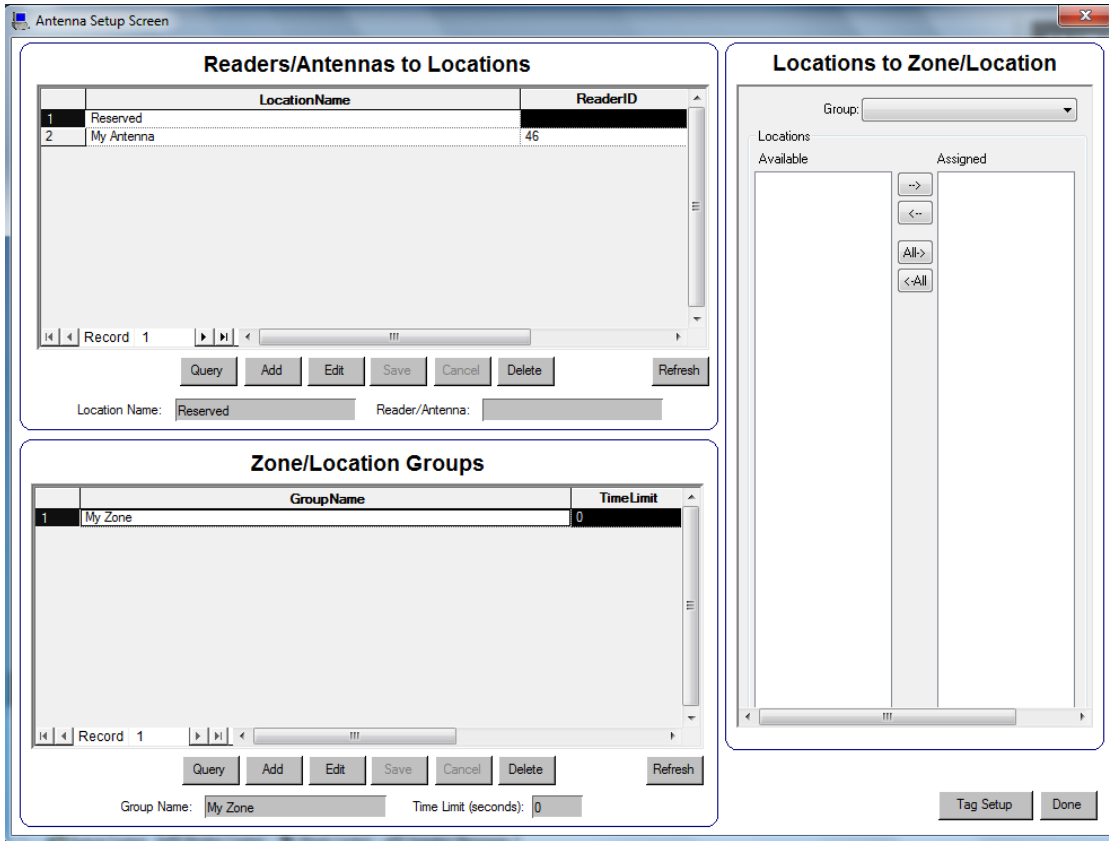 Antenna Setup Screen
x
Readers/Antennas to Locations
LocationName ReaderID
1 Reserved
2 My Antenna 46
Record 1
Query Add Edit Save Cancel Delete Refresh
Location Name: Reserved Reader/Antenna:
Zone/Location Groups
GroupName TimeLimit
1 My Zone 0
Record 1
Query Add Edit Save Cancel Delete Refresh
Group Name: My Zone Time Limit (seconds): 0
Locations to Zone/Location
Group:
Locations
Available Assigned
-->
<--
All->
<-All
Tag Setup Done